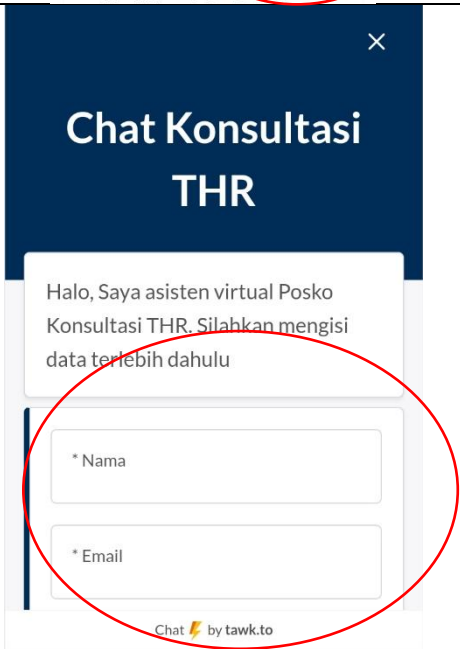 Chat Konsultasi
THR
Halo, Saya asisten virtual Posko
Konsultasi THR. Silahkan mengisi
data terlebih dahulu
* Nama
* Email
Chat ⚡ by tawk.to